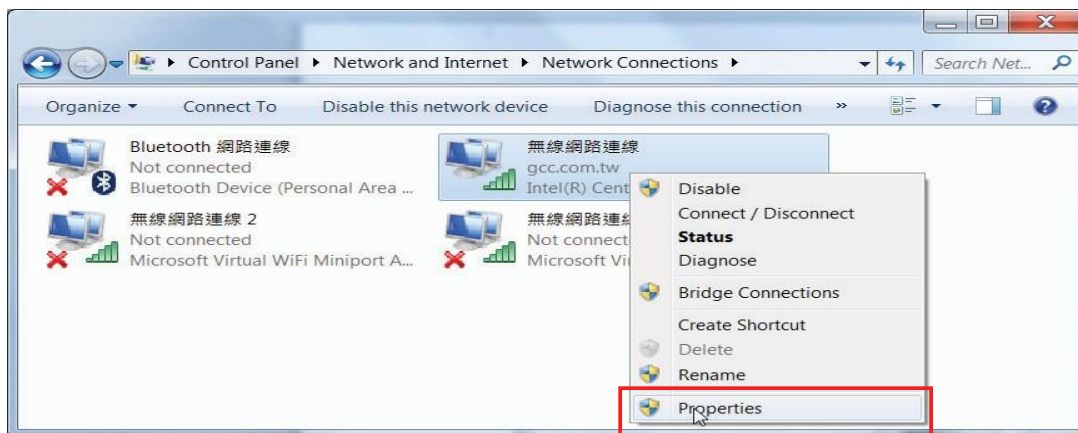 Control Panel ▸ Network and Internet ▸ Network Connections ▸
Search Net...
Organize Connect To Disable this network device Diagnose this connection »
Bluetooth 網路連線
Not connected
Bluetooth Device (Personal Area ...
無線網路連線
gcc.com.tw
Intel(R) Cent
無線網路連線 2
Not connected
Microsoft Virtual WiFi Miniport A...
無線網路連
Not connect
Microsoft Vi
Disable
Connect / Disconnect
Status
Diagnose
Bridge Connections
Create Shortcut
Delete
Rename
Properties